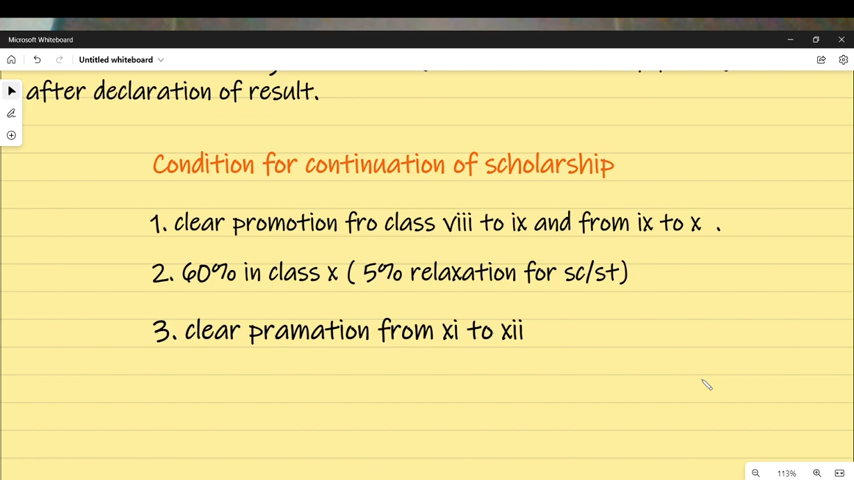 Microsoft Whiteboard
Untitled whiteboard
after declaration of result.
Condition for continuation of scholarship
1. clear promotion fro class viii to ix and from ix to x .
2. 60% in class x ( 5% relaxation for sc/st)
3. clear pramation from xi to xii
113%